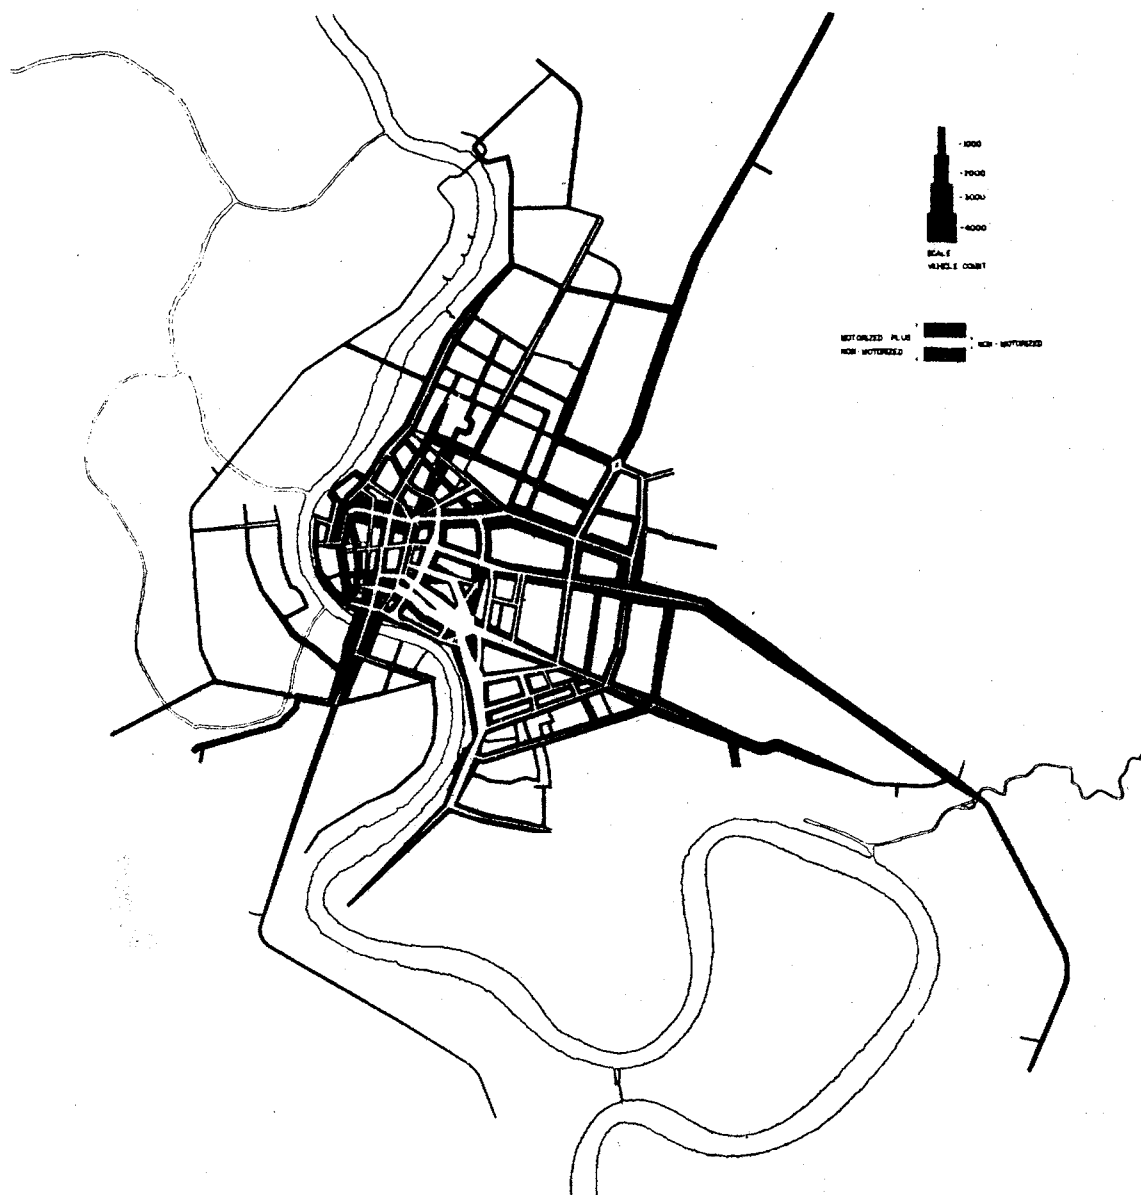 -1000
-2000
-3000
-4000
SCALE
VEHICLE COUNT
MOTORIZED PLUS
NON-MOTORIZED
NON-MOTORIZED